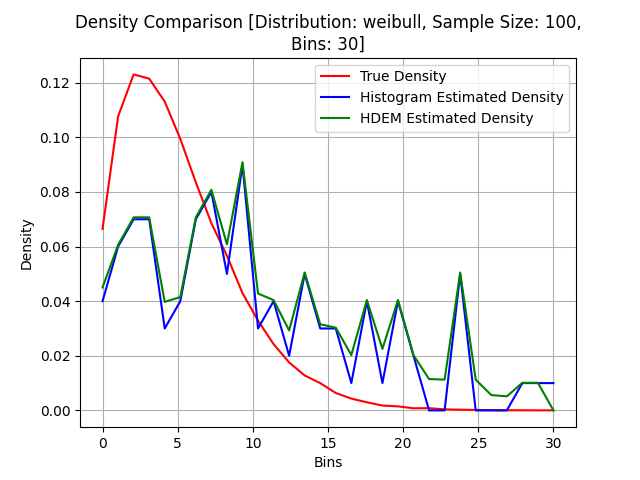 Density Comparison [Distribution: weibull, Sample Size: 100,
Bins: 30]
True Density
Histogram Estimated Density
HDEM Estimated Density
Density
0.12
0.10
0.08
0.06
0.04
0.02
0.00
0 5 10 15 20 25 30
Bins